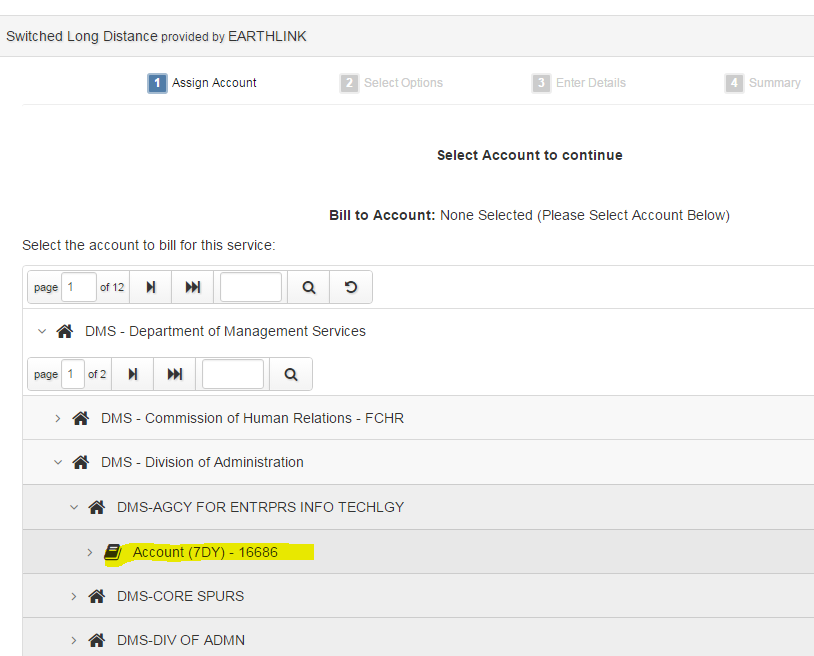 Switched Long Distance provided by EARTHLINK
1 Assign Account 2 Select Options 3 Enter Details 4 Summary
Select Account to continue
Bill to Account: None Selected (Please Select Account Below)
Select the account to bill for this service:
page 1 of 12
DMS - Department of Management Services
page 1 of 2
DMS - Commission of Human Relations - FCHR
DMS - Division of Administration
DMS-AGCY FOR ENTRPRS INFO TECHLGY
Account (7DY) - 16686
DMS-CORE SPURS
DMS-DIV OF ADMN